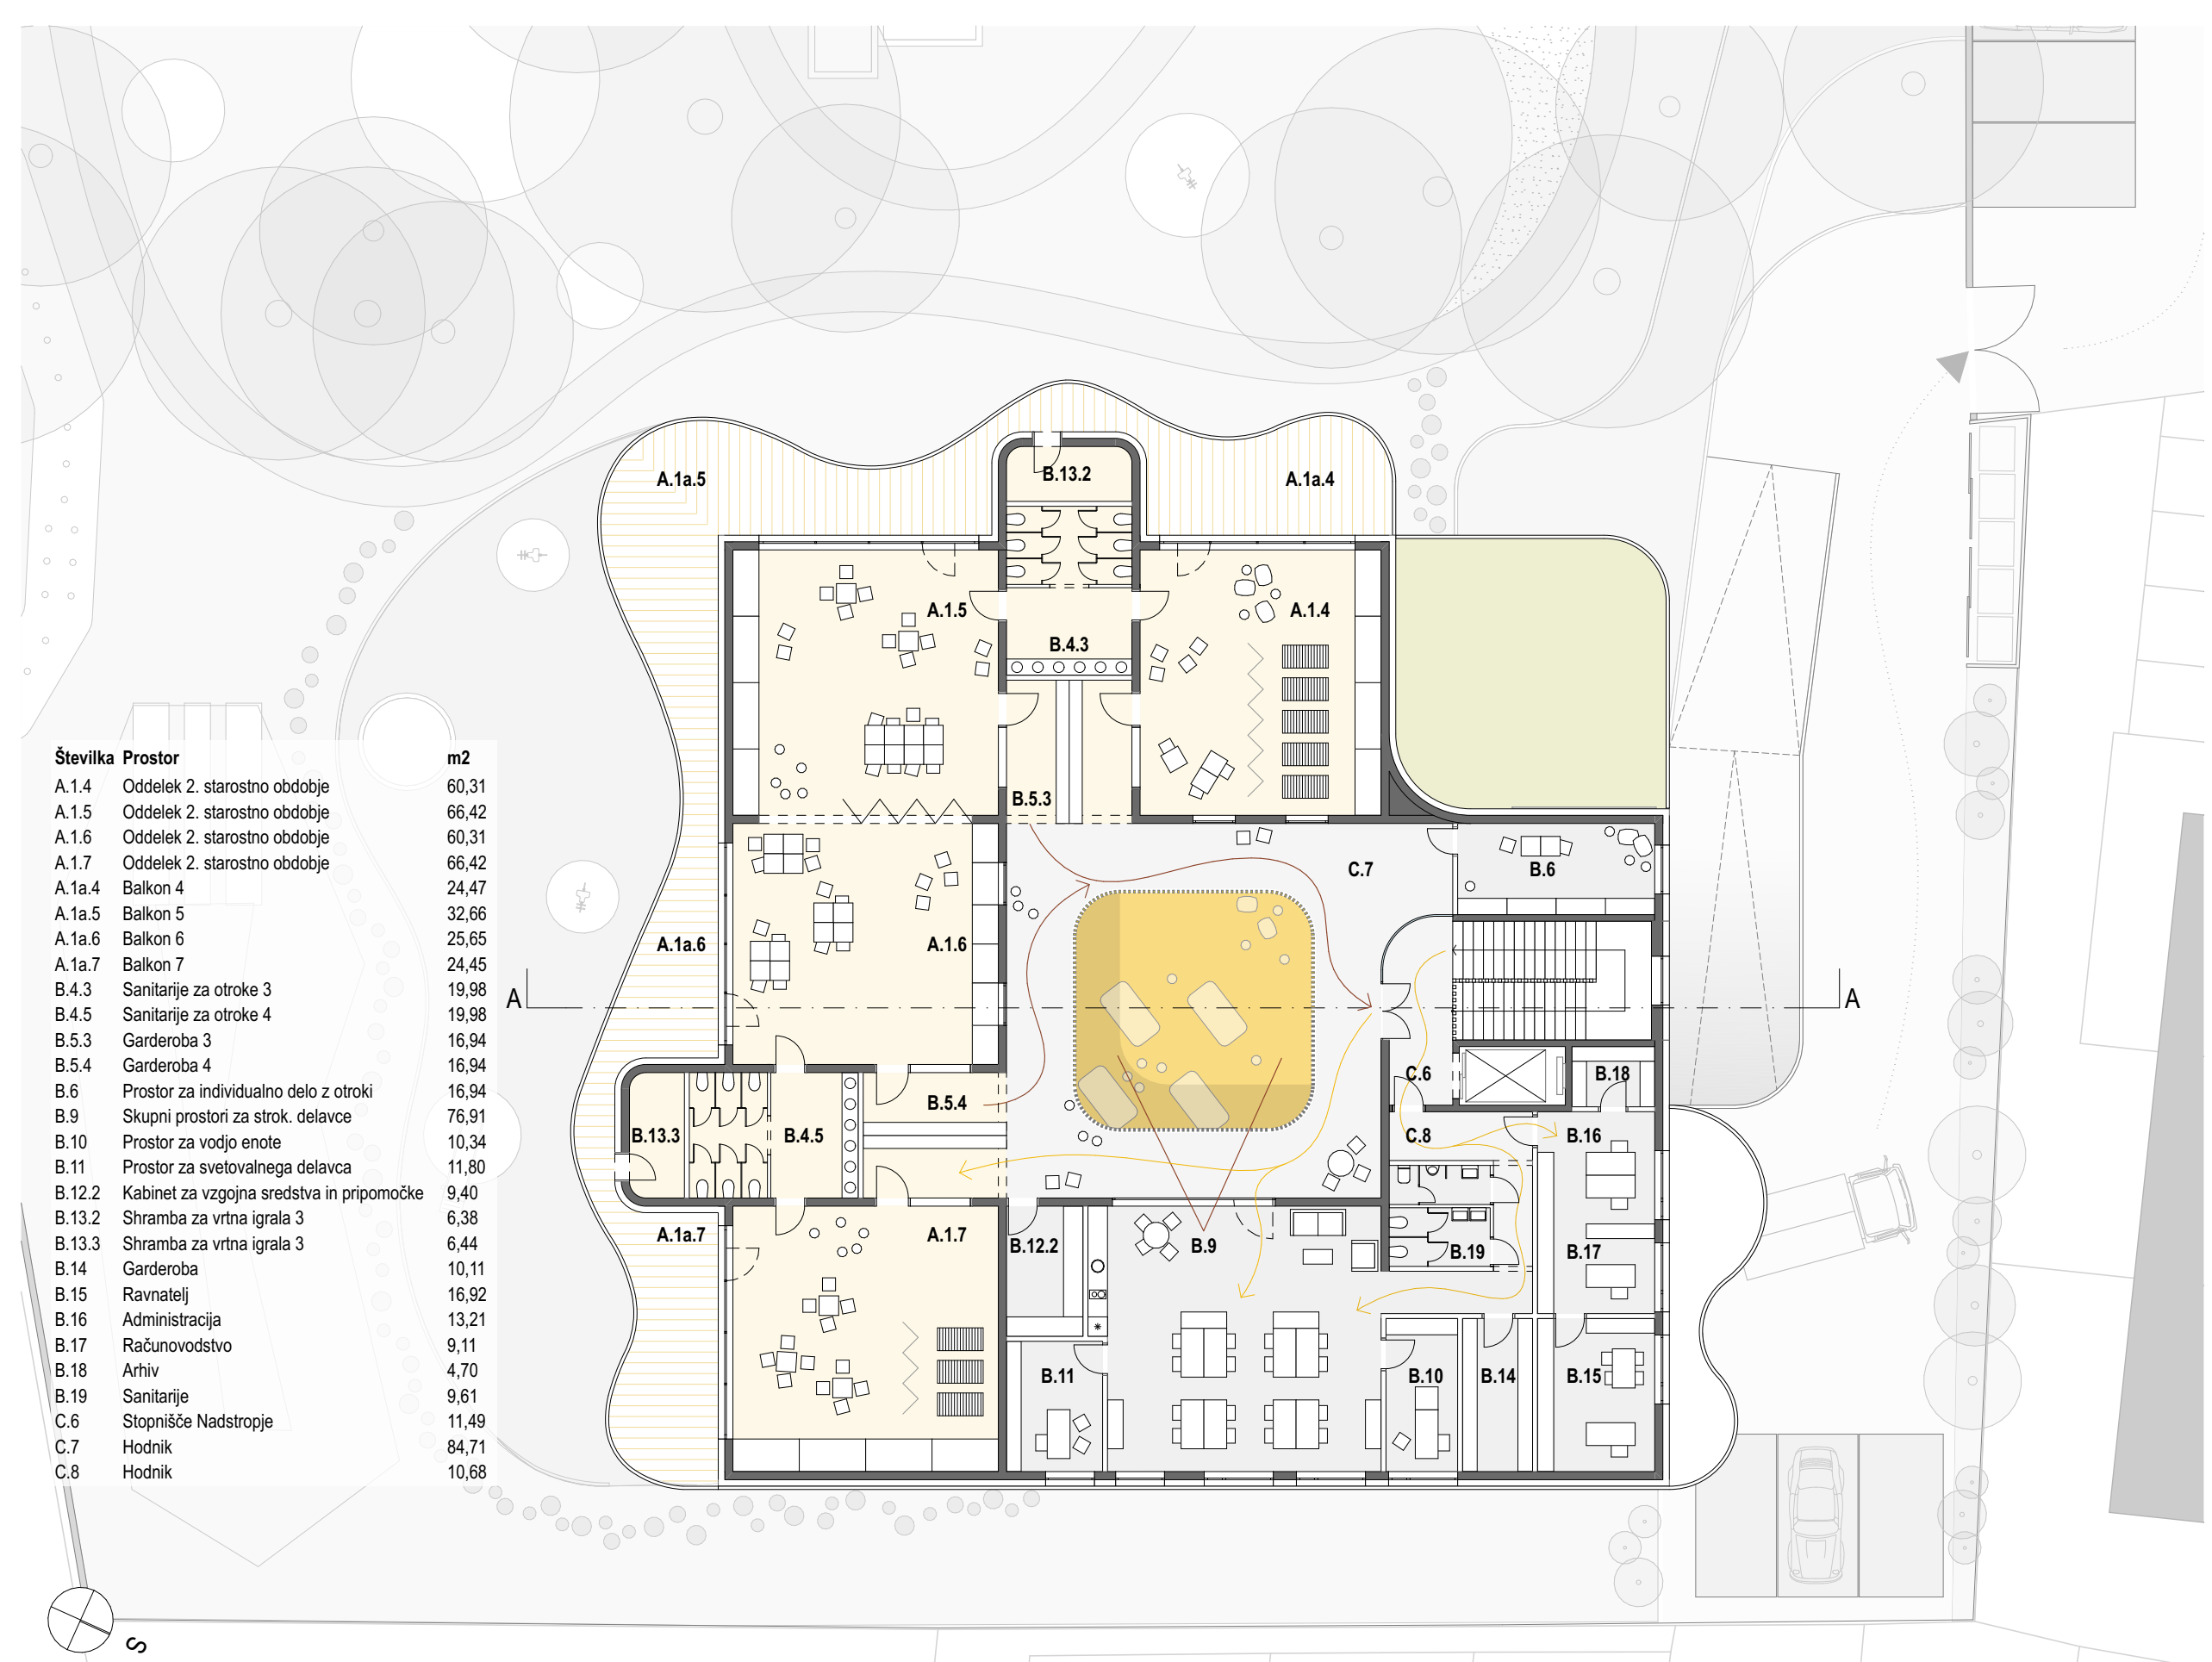 B.13.2
A.1a.5
A.1a.4
A.1.5
A.1.4
B.4.3
B.5.3
C.7
B.6
A.1a.6
A.1.6
A
A
C.6
B.18
B.5.4
B.13.3
B.4.5
C.8
B.16
A.1a.7
A.1.7
B.12.2
B.9
B.19
B.17
B.11
B.10
B.14
B.15
Številka Prostor m2
A.1.4 Oddelek 2. starostno obdobje 60,31
A.1.5 Oddelek 2. starostno obdobje 66,42
A.1.6 Oddelek 2. starostno obdobje 60,31
A.1.7 Oddelek 2. starostno obdobje 66,42
A.1a.4 Balkon 4 24,47
A.1a.5 Balkon 5 32,66
A.1a.6 Balkon 6 25,65
A.1a.7 Balkon 7 24,45
B.4.3 Sanitarije za otroke 3 19,98
B.4.5 Sanitarije za otroke 4 19,98
B.5.3 Garderoba 3 16,94
B.5.4 Garderoba 4 16,94
B.6 Prostor za individualno delo z otroki 16,94
B.9 Skupni prostori za strok. delavce 76,91
B.10 Prostor za vodjo enote 10,34
B.11 Prostor za svetovalnega delavca 11,80
B.12.2 Kabinet za vzgojna sredstva in pripomočke 9,40
B.13.2 Shramba za vrtna igrala 3 6,38
B.13.3 Shramba za vrtna igrala 3 6,44
B.14 Garderoba 10,11
B.15 Ravnatelj 16,92
B.16 Administracija 13,21
B.17 Računovodstvo 9,11
B.18 Arhiv 4,70
B.19 Sanitarije 9,61
C.6 Stopnišče Nadstropje 11,49
C.7 Hodnik 84,71
C.8 Hodnik 10,68
S